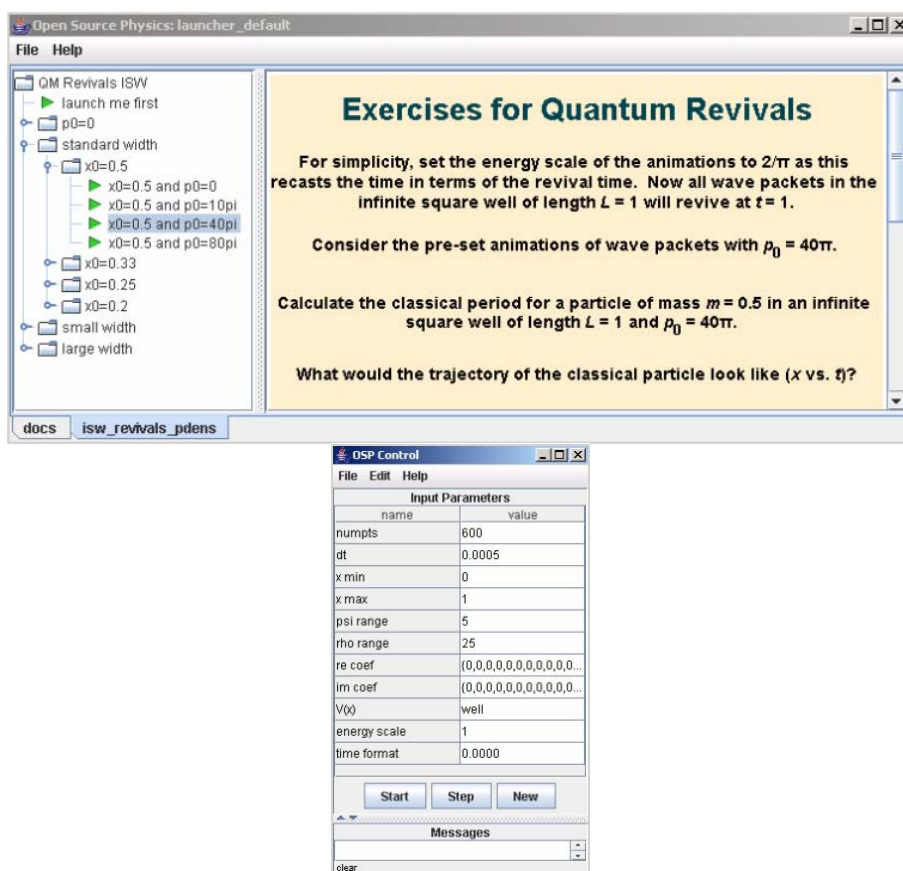 Open Source Physics: launcher_default
File Help
QM Revivals ISW
launch me first
p0=0
standard width
x0=0.5
x0=0.5 and p0=0
x0=0.5 and p0=10pi
x0=0.5 and p0=40pi
x0=0.5 and p0=80pi
x0=0.33
x0=0.25
x0=0.2
small width
large width
Exercises for Quantum Revivals
For simplicity, set the energy scale of the animations to 2/π as this
recasts the time in terms of the revival time. Now all wave packets in the
infinite square well of length L = 1 will revive at t = 1.
Consider the pre-set animations of wave packets with p₀ = 40π.
Calculate the classical period for a particle of mass m = 0.5 in an infinite
square well of length L = 1 and p₀ = 40π.
What would the trajectory of the classical particle look like (x vs. t)?
docs isw_revivals_pdens
OSP Control
File Edit Help
Input Parameters
name value
numpts 600
dt 0.0005
x min 0
x max 1
psi range 5
rho range 25
re coef {0,0,0,0,0,0,0,0,0,0,0...
im coef {0,0,0,0,0,0,0,0,0,0,0...
V(x) well
energy scale 1
time format 0.0000
Start Step New
Messages
clear